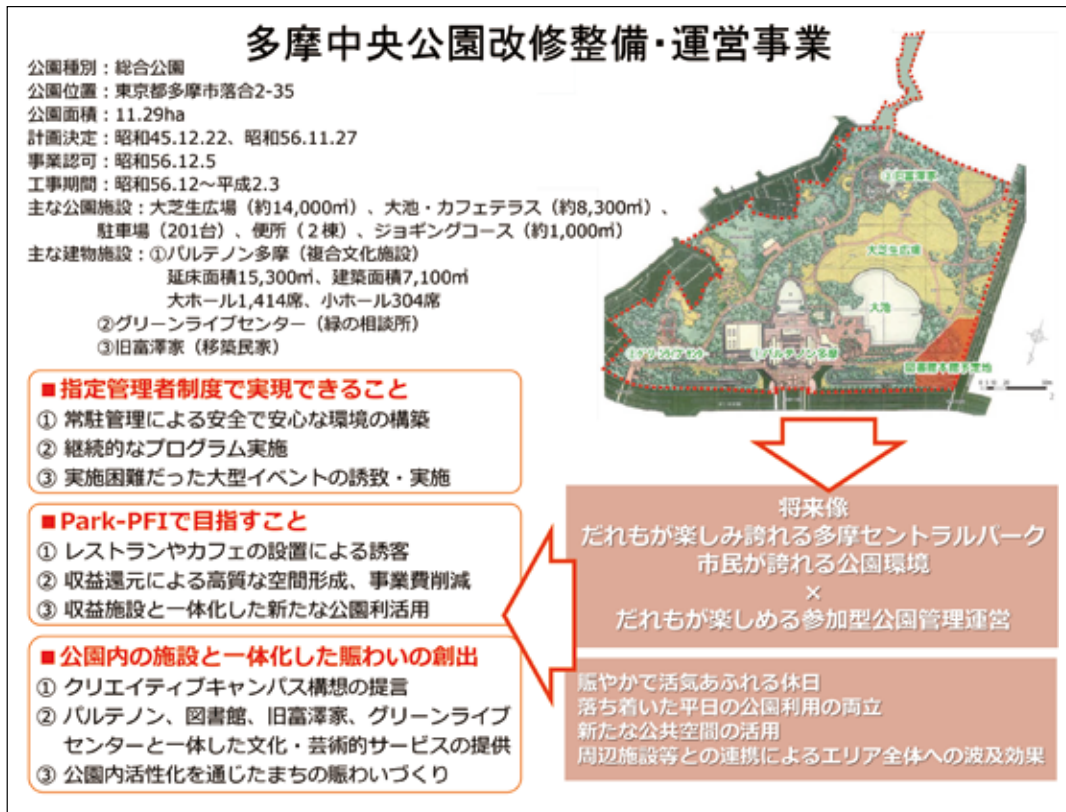 多摩中央公園改修整備・運営事業
公園種別：総合公園
公園位置：東京都多摩市落合2-35
公園面積：11.29ha
計画決定：昭和45.12.22、昭和56.11.27
事業認可：昭和56.12.5
工事期間：昭和56.12～平成2.3
主な公園施設：大芝生広場（約14,000㎡）、大池・カフェテラス（約8,300㎡）、
駐車場（201台）、便所（２棟）、ジョギングコース（約1,000㎡）
主な建物施設：①パルテノン多摩（複合文化施設）
延床面積15,300㎡、建築面積7,100㎡
大ホール1,414席、小ホール304席
②グリーンライブセンター（緑の相談所）
③旧富澤家（移築民家）
旧富澤家
大芝生広場
大池
パルテノン多摩
図書館本館予定地
■指定管理者制度で実現できること
① 常駐管理による安全で安心な環境の構築
② 継続的なプログラム実施
③ 実施困難だった大型イベントの誘致・実施
■Park-PFIで目指すこと
① レストランやカフェの設置による誘客
② 収益還元による高質な空間形成、事業費削減
③ 収益施設と一体化した新たな公園利活用
■公園内の施設と一体化した賑わいの創出
① クリエイティブキャンパス構想の提言
② パルテノン、図書館、旧富澤家、グリーンライブ
センターと一体した文化・芸術的サービスの提供
③ 公園内活性化を通じたまちの賑わいづくり
将来像
だれもが楽しみ誇れる多摩セントラルパーク
市民が誇れる公園環境
×
だれもが楽しめる参加型公園管理運営
賑やかで活気あふれる休日
落ち着いた平日の公園利用の両立
新たな公共空間の活用
周辺施設等との連携によるエリア全体への波及効果